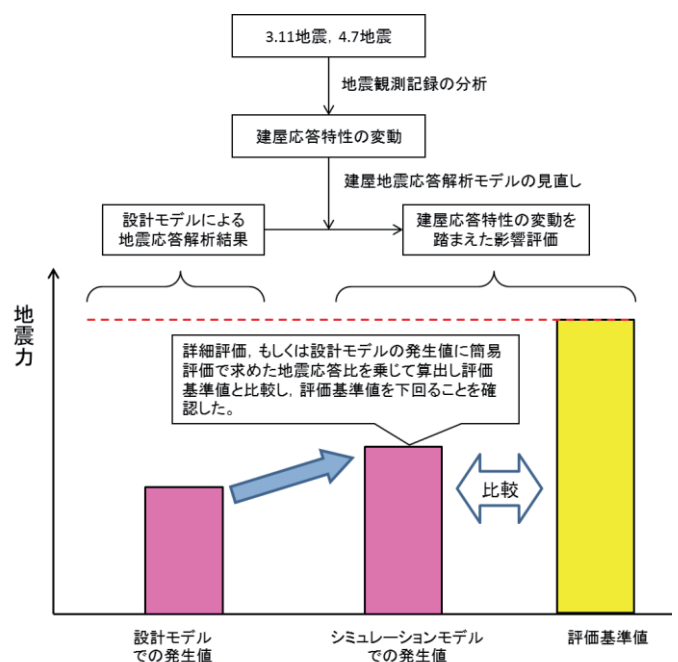 3.11地震，4.7地震
地震観測記録の分析
建屋応答特性の変動
建屋地震応答解析モデルの見直し
設計モデルによる
地震応答解析結果
建屋応答特性の変動を
踏まえた影響評価
地震力
詳細評価，もしくは設計モデルの発生値に簡易
評価で求めた地震応答比を乗じて算出し評価
基準値と比較し，評価基準値を下回ることを確
認した。
比較
設計モデル
での発生値
シミュレーションモデル
での発生値
評価基準値